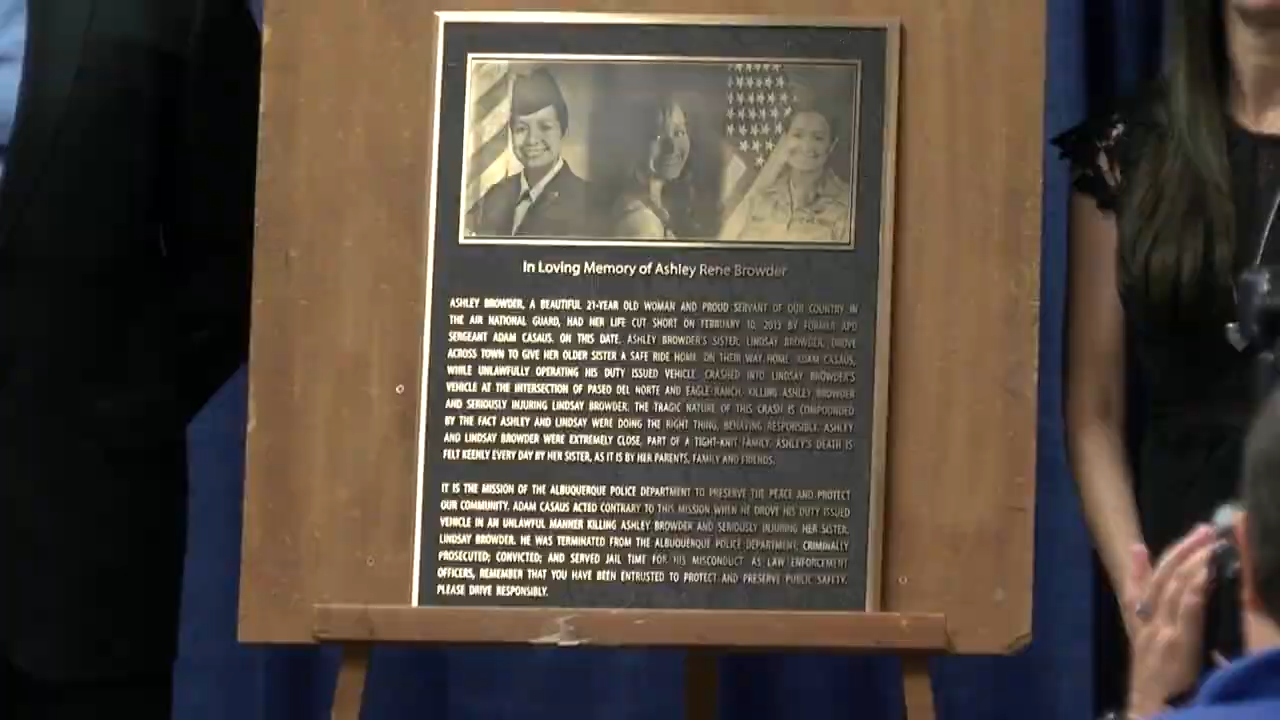 In Loving Memory of Ashley Rene Browder
ASHLEY BROWDER, A BEAUTIFUL 21-YEAR OLD WOMAN AND PROUD SERVANT OF OUR COUNTRY IN
THE AIR NATIONAL GUARD, HAD HER LIFE CUT SHORT ON FEBRUARY 10, 2013 BY FORMER APD
SERGEANT ADAM CASAUS. ON THIS DATE, ASHLEY BROWDER'S SISTER, LINDSAY BROWDER, DROVE
ACROSS TOWN TO GIVE HER OLDER SISTER A SAFE RIDE HOME. ON THEIR WAY HOME, ADAM CASAUS,
WHILE UNLAWFULLY OPERATING HIS DUTY ISSUED VEHICLE, CRASHED INTO LINDSAY BROWDER'S
VEHICLE AT THE INTERSECTION OF PASEO DEL NORTE AND EAGLE RANCH, KILLING ASHLEY BROWDER
AND SERIOUSLY INJURING LINDSAY BROWDER. THE TRAGIC NATURE OF THIS CRASH IS COMPOUNDED
BY THE FACT ASHLEY AND LINDSAY WERE DOING THE RIGHT THING, BEHAVING RESPONSIBLY. ASHLEY
AND LINDSAY BROWDER WERE EXTREMELY CLOSE, PART OF A TIGHT-KNIT FAMILY. ASHLEY'S DEATH IS
FELT KEENLY EVERY DAY BY HER SISTER, AS IT IS BY HER PARENTS, FAMILY AND FRIENDS.
IT IS THE MISSION OF THE ALBUQUERQUE POLICE DEPARTMENT TO PRESERVE THE PEACE AND PROTECT
OUR COMMUNITY. ADAM CASAUS ACTED CONTRARY TO THIS MISSION WHEN HE DROVE HIS DUTY ISSUED
VEHICLE IN AN UNLAWFUL MANNER KILLING ASHLEY BROWDER AND SERIOUSLY INJURING HER SISTER,
LINDSAY BROWDER. HE WAS TERMINATED FROM THE ALBUQUERQUE POLICE DEPARTMENT; CRIMINALLY
PROSECUTED; CONVICTED; AND SERVED JAIL TIME FOR HIS MISCONDUCT. AS LAW ENFORCEMENT
OFFICERS, REMEMBER THAT YOU HAVE BEEN ENTRUSTED TO PROTECT AND PRESERVE PUBLIC SAFETY.
PLEASE DRIVE RESPONSIBLY.